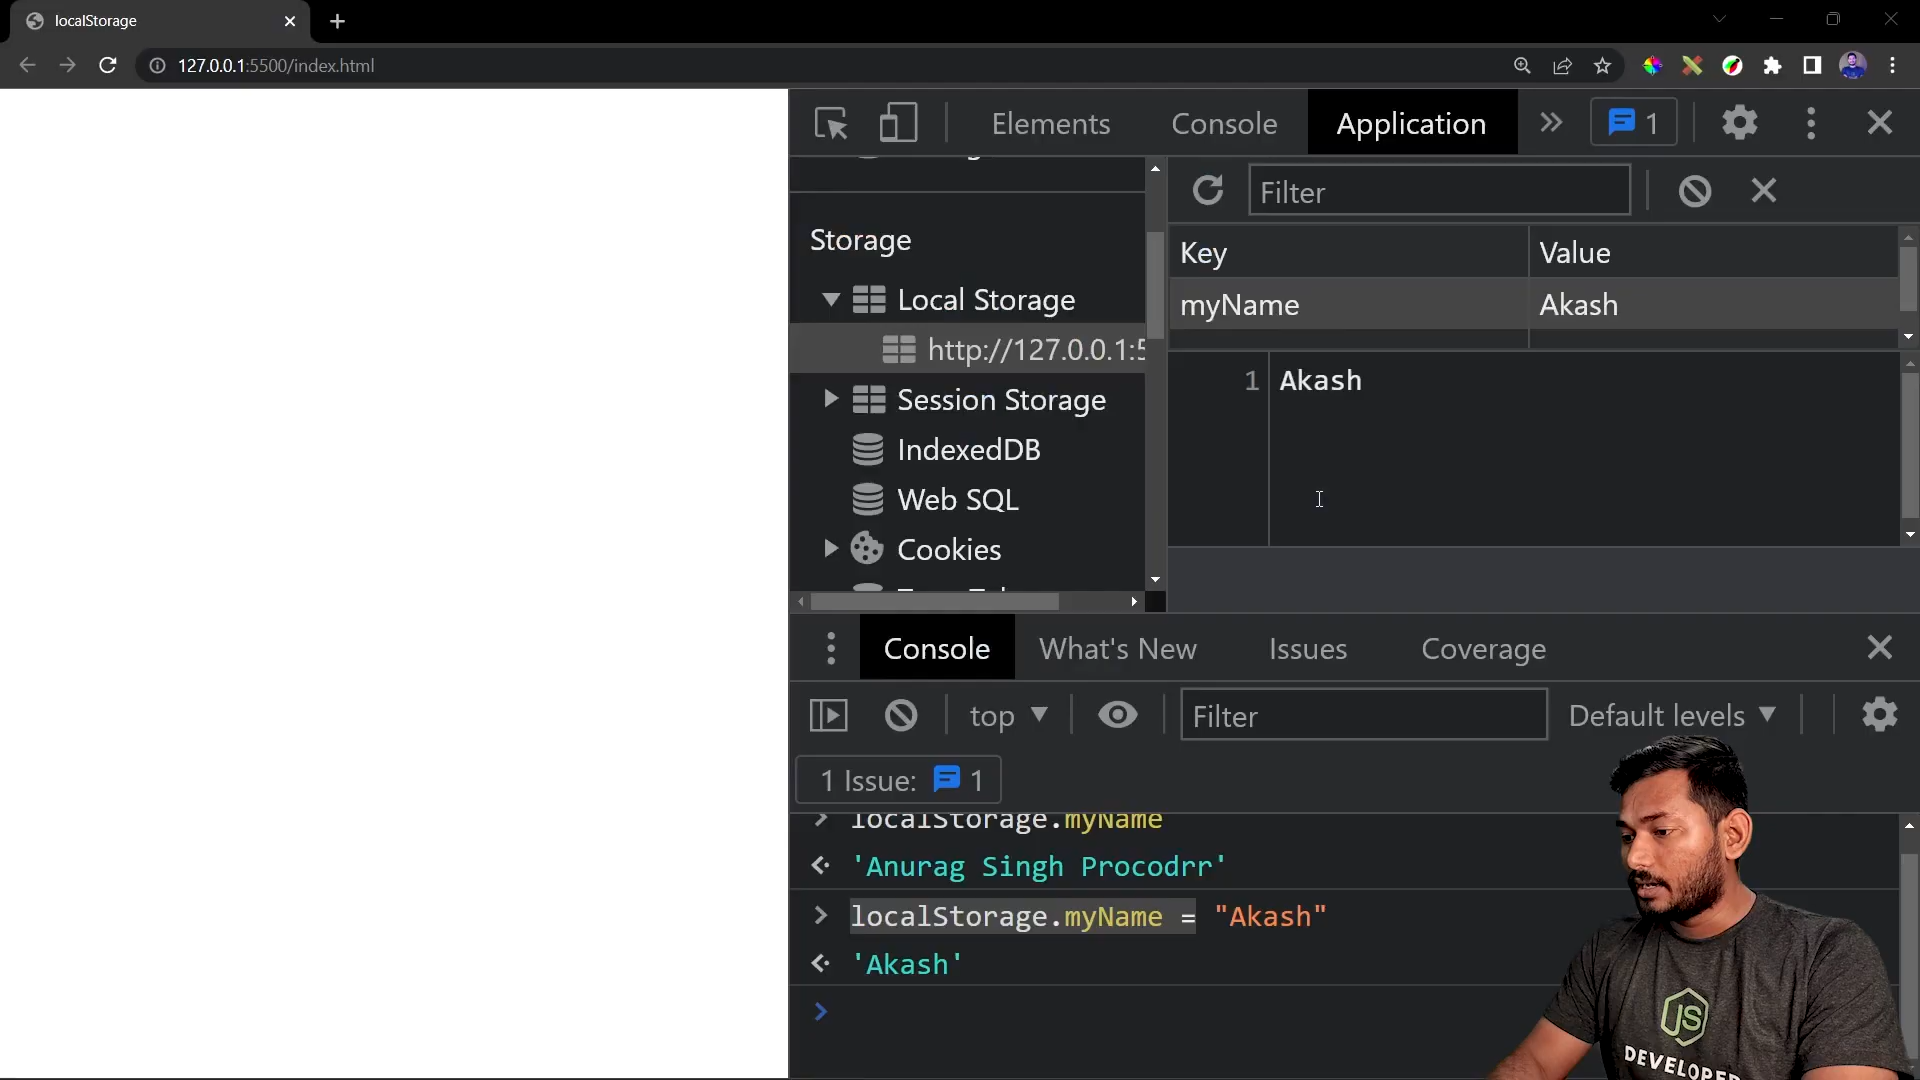 localStorage
127.0.0.1:5500/index.html
Elements
Console
Application
1
Filter
Storage
Key
Value
Local Storage
myName
Akash
http://127.0.0.1:5
1
Akash
Session Storage
IndexedDB
Web SQL
Cookies
Console
What's New
Issues
Coverage
top
Filter
Default levels
1 Issue:
1
> localStorage.myName
'Anurag Singh Procodrr'
> localStorage.myName = "Akash"
'Akash'
>
JS
DEVELOPER